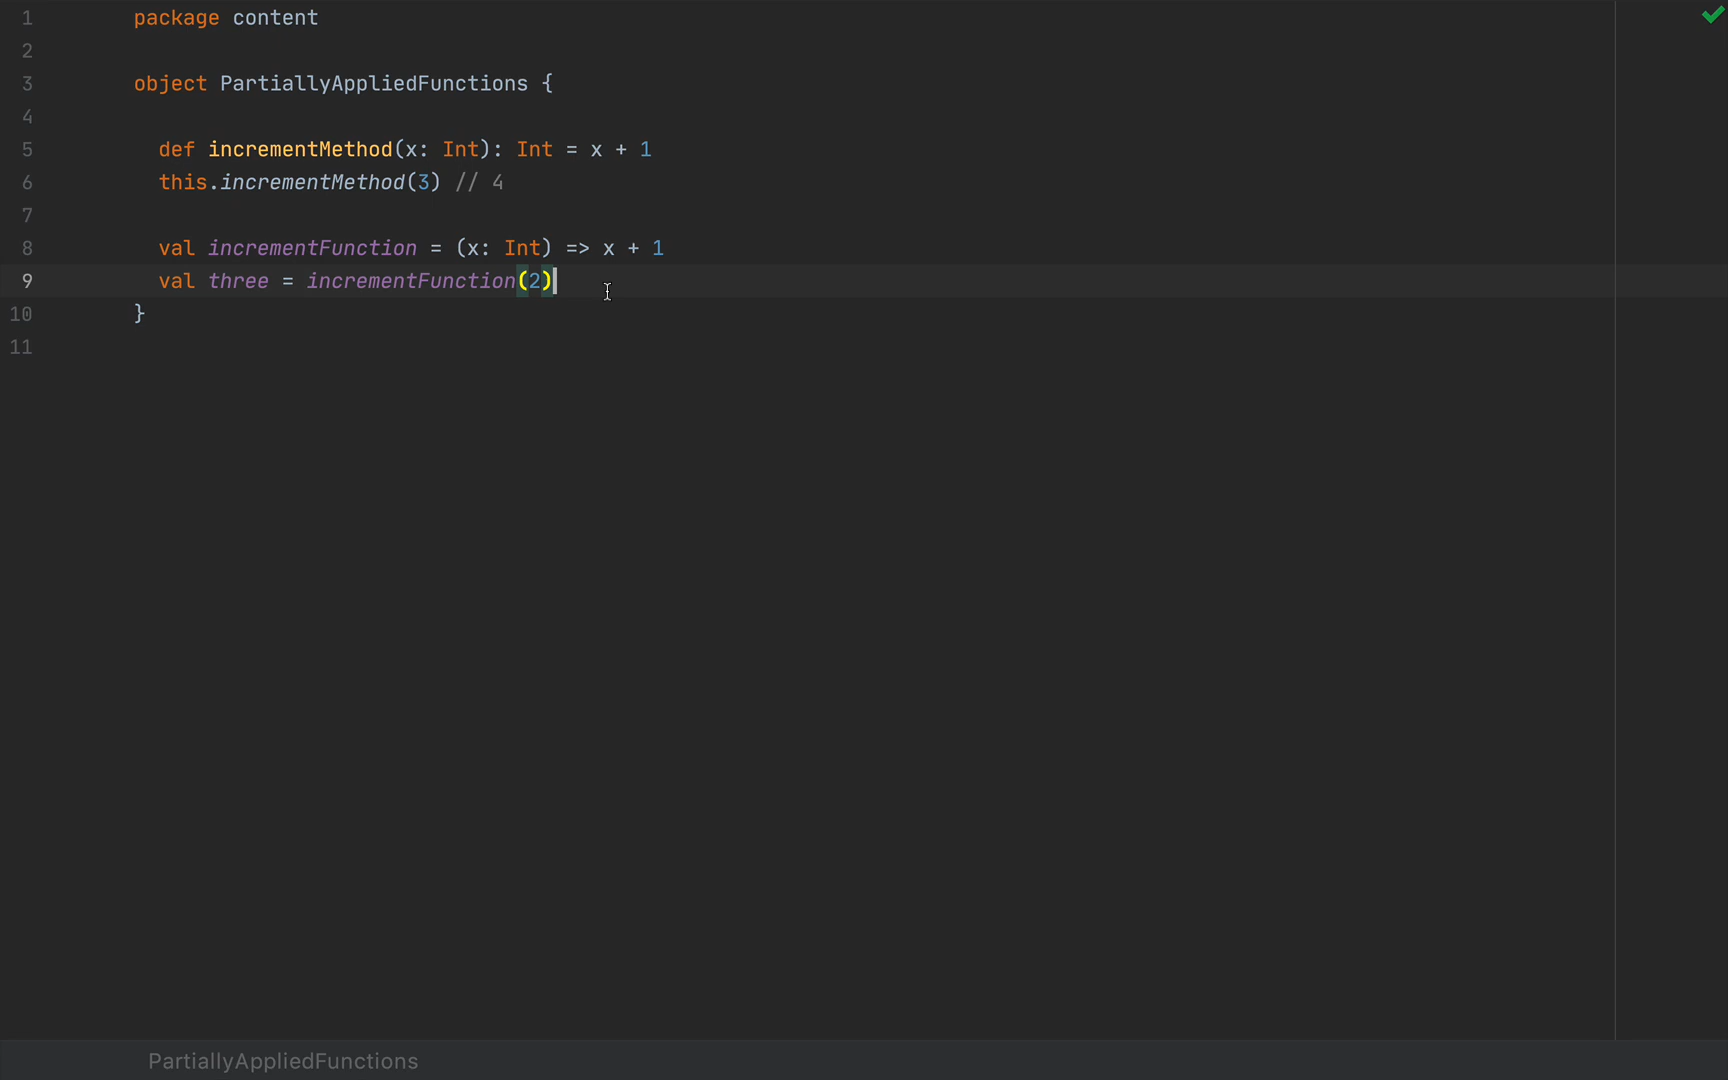 1 package content
2
3 object PartiallyAppliedFunctions {
4
5 def incrementMethod(x: Int): Int = x + 1
6 this.incrementMethod(3) // 4
7
8 val incrementFunction = (x: Int) => x + 1
9 val three = incrementFunction(2)
10 }
11
PartiallyAppliedFunctions